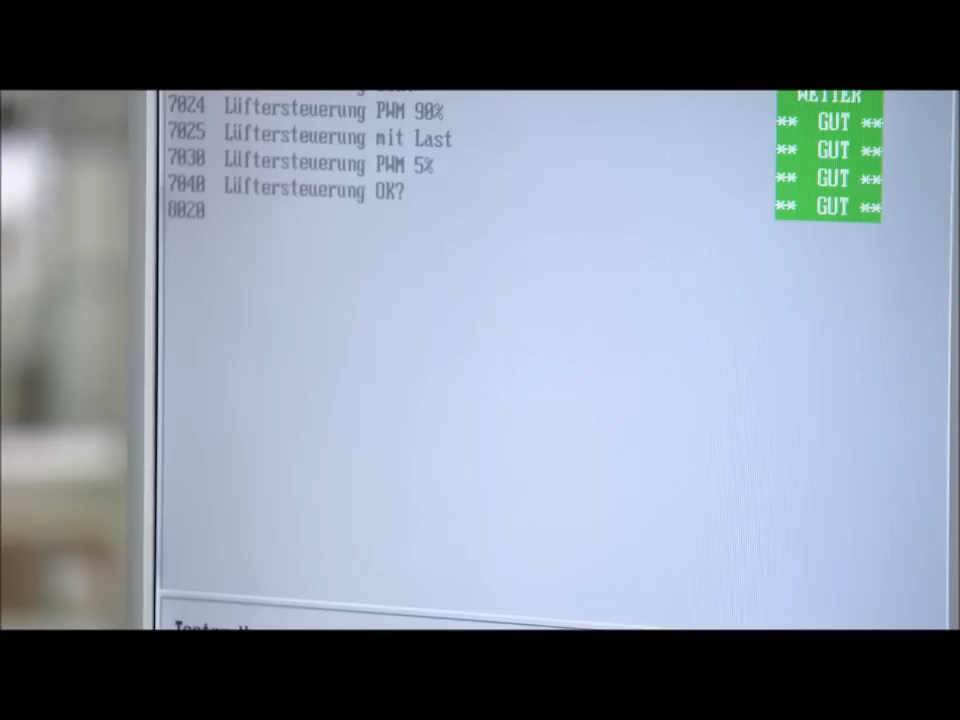 WEITER
7024 Lüftersteuerung PWM 90% ** GUT **
7025 Lüftersteuerung mit Last ** GUT **
7030 Lüftersteuerung PWM 5% ** GUT **
7040 Lüftersteuerung OK? ** GUT **
8020